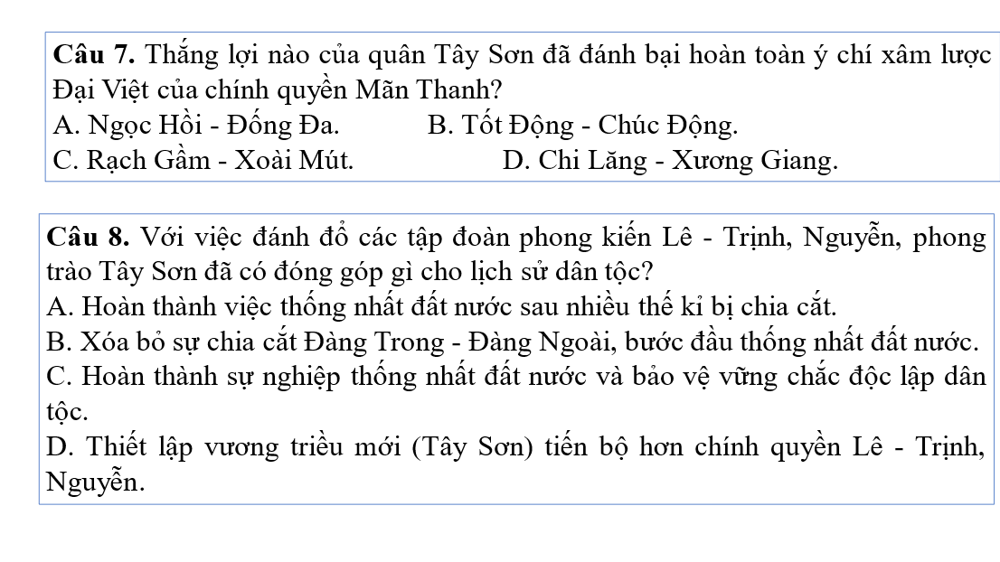 Câu 7. Thắng lợi nào của quân Tây Sơn đã đánh bại hoàn toàn ý chí xâm lược
Đại Việt của chính quyền Mãn Thanh?
A. Ngọc Hồi - Đống Đa. B. Tốt Động - Chúc Động.
C. Rạch Gầm - Xoài Mút. D. Chi Lăng - Xương Giang.
Câu 8. Với việc đánh đổ các tập đoàn phong kiến Lê - Trịnh, Nguyễn, phong
trào Tây Sơn đã có đóng góp gì cho lịch sử dân tộc?
A. Hoàn thành việc thống nhất đất nước sau nhiều thế kỉ bị chia cắt.
B. Xóa bỏ sự chia cắt Đàng Trong - Đàng Ngoài, bước đầu thống nhất đất nước.
C. Hoàn thành sự nghiệp thống nhất đất nước và bảo vệ vững chắc độc lập dân
tộc.
D. Thiết lập vương triều mới (Tây Sơn) tiến bộ hơn chính quyền Lê - Trịnh,
Nguyễn.